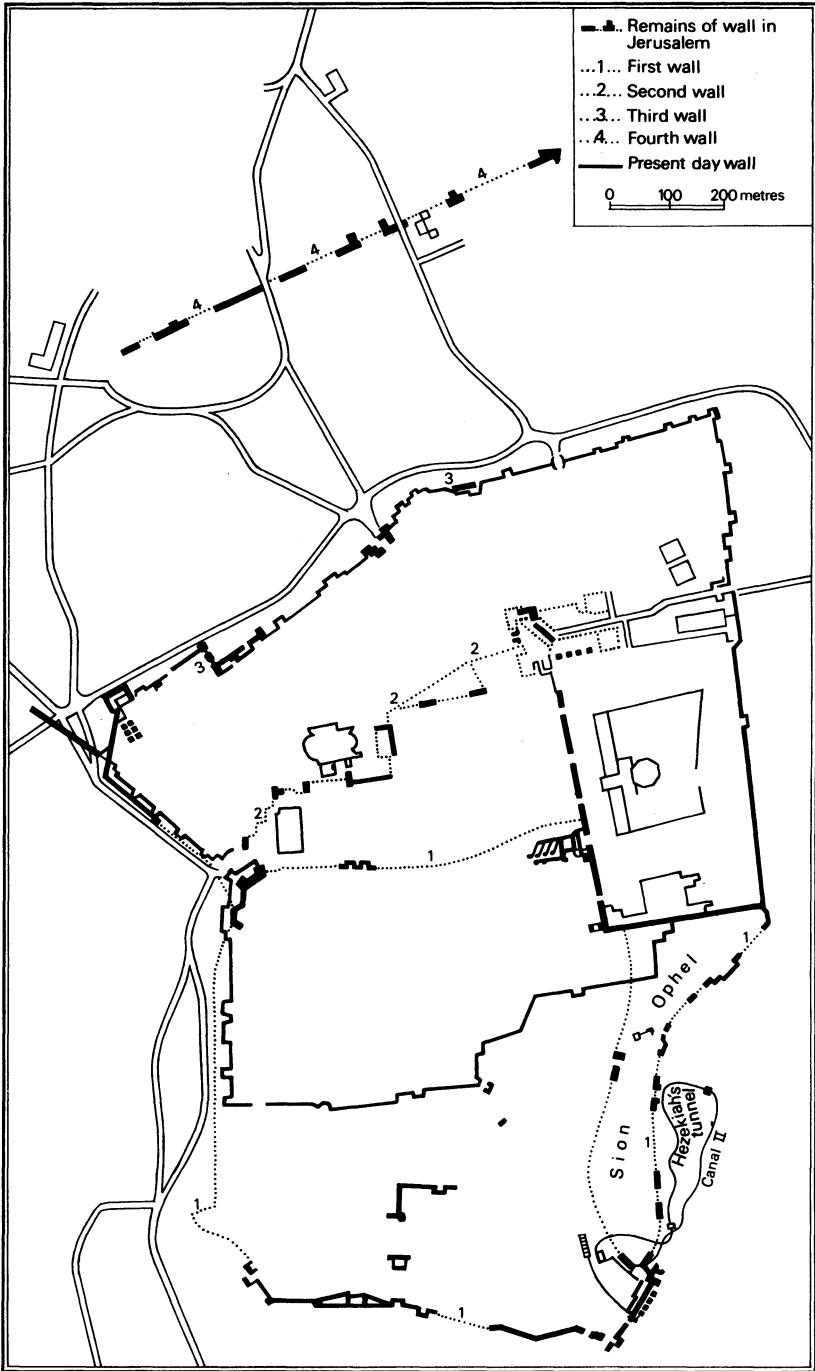 Remains of wall in
Jerusalem
...1... First wall
...2... Second wall
...3... Third wall
...4... Fourth wall
Present day wall
0 100 200 metres
4
4
4
3
3
2
2
2
1
1
Ophel
Sion
1
Hezekiah's
tunnel
Canal II
1
1